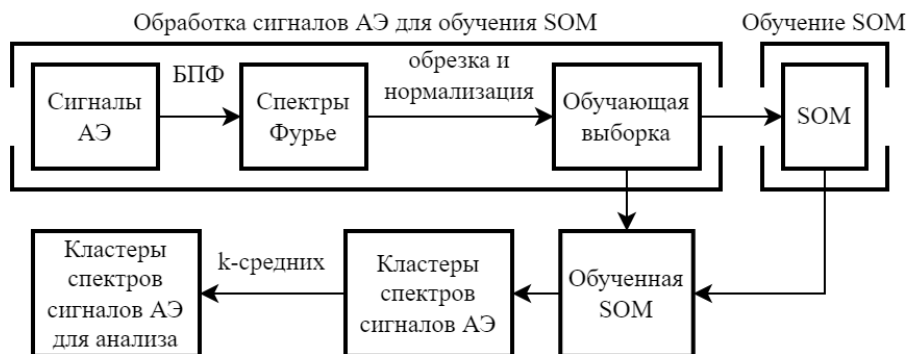 Обработка сигналов АЭ для обучения SOM
Обучение SOM
Сигналы
АЭ
БПФ
Спектры
Фурье
обрезка и
нормализация
Обучающая
выборка
SOM
Кластеры
спектров
сигналов АЭ
для анализа
k-средних
Кластеры
спектров
сигналов АЭ
Обученная
SOM